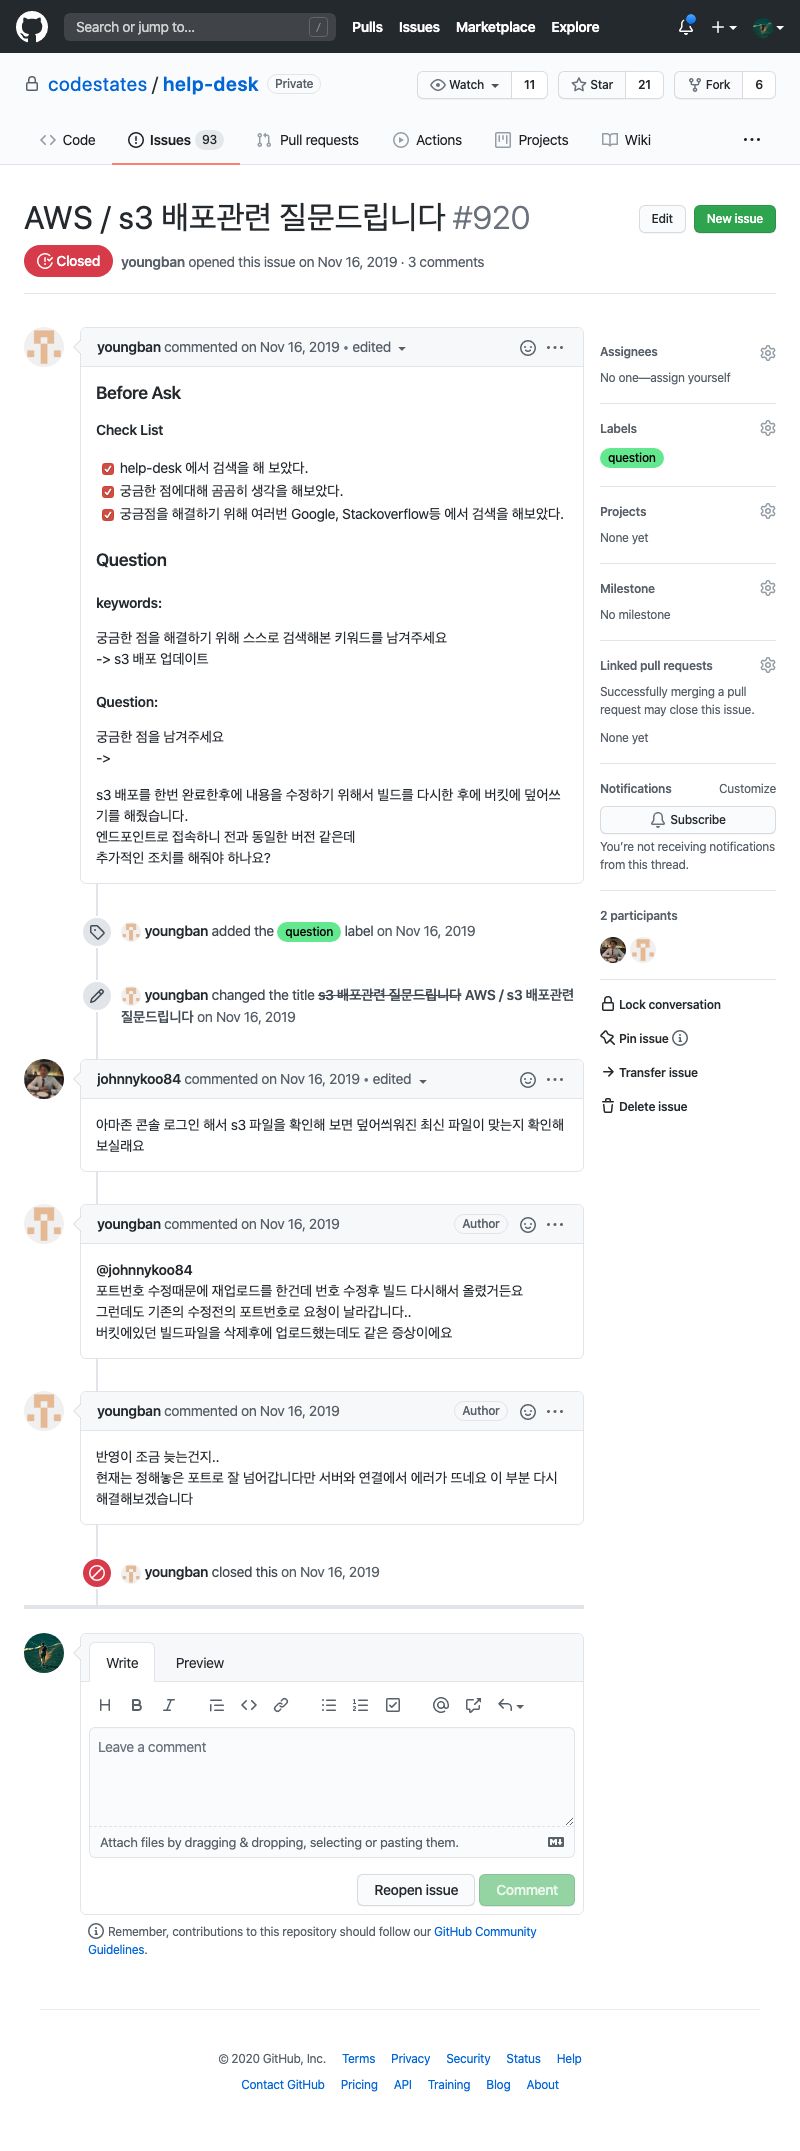 Search or jump to... /
Pulls Issues Marketplace Explore
codestates / help-desk Private
Watch 11 Star 21 Fork 6
Code Issues 93 Pull requests Actions Projects Wiki ...
AWS / s3 배포관련 질문드립니다 #920
Edit New issue
Closed youngban opened this issue on Nov 16, 2019 · 3 comments
youngban commented on Nov 16, 2019 • edited
Before Ask
Check List
help-desk 에서 검색을 해 보았다.
궁금한 점에대해 곰곰히 생각을 해보았다.
궁금점을 해결하기 위해 여러번 Google, Stackoverflow등 에서 검색을 해보았다.
Question
keywords:
궁금한 점을 해결하기 위해 스스로 검색해본 키워드를 남겨주세요
-> s3 배포 업데이트
Question:
궁금한 점을 남겨주세요
->
s3 배포를 한번 완료한후에 내용을 수정하기 위해서 빌드를 다시한 후에 버킷에 덮어쓰
기를 해줬습니다.
엔드포인트로 접속하니 전과 동일한 버전 같은데
추가적인 조치를 해줘야 하나요?
youngban added the question label on Nov 16, 2019
youngban changed the title s3 배포관련 질문드립니다 AWS / s3 배포관련
질문드립니다 on Nov 16, 2019
johnnykoo84 commented on Nov 16, 2019 • edited
아마존 콘솔 로그인 해서 s3 파일을 확인해 보면 덮어씌워진 최신 파일이 맞는지 확인해
보실래요
youngban commented on Nov 16, 2019 Author
@johnnykoo84
포트번호 수정때문에 재업로드를 한건데 번호 수정후 빌드 다시해서 올렸거든요
그런데도 기존의 수정전의 포트번호로 요청이 날라갑니다..
버킷에있던 빌드파일을 삭제후에 업로드했는데도 같은 증상이에요
youngban commented on Nov 16, 2019 Author
반영이 조금 늦는건지..
현재는 정해놓은 포트로 잘 넘어갑니다만 서버와 연결에서 에러가 뜨네요 이 부분 다시
해결해보겠습니다
youngban closed this on Nov 16, 2019
Assignees
No one—assign yourself
Labels
question
Projects
None yet
Milestone
No milestone
Linked pull requests
Successfully merging a pull
request may close this issue.
None yet
Notifications Customize
Subscribe
You're not receiving notifications
from this thread.
2 participants
Lock conversation
Pin issue
Transfer issue
Delete issue
Write Preview
Leave a comment
Attach files by dragging & dropping, selecting or pasting them.
Reopen issue Comment
Remember, contributions to this repository should follow our GitHub Community
Guidelines.
© 2020 GitHub, Inc. Terms Privacy Security Status Help
Contact GitHub Pricing API Training Blog About